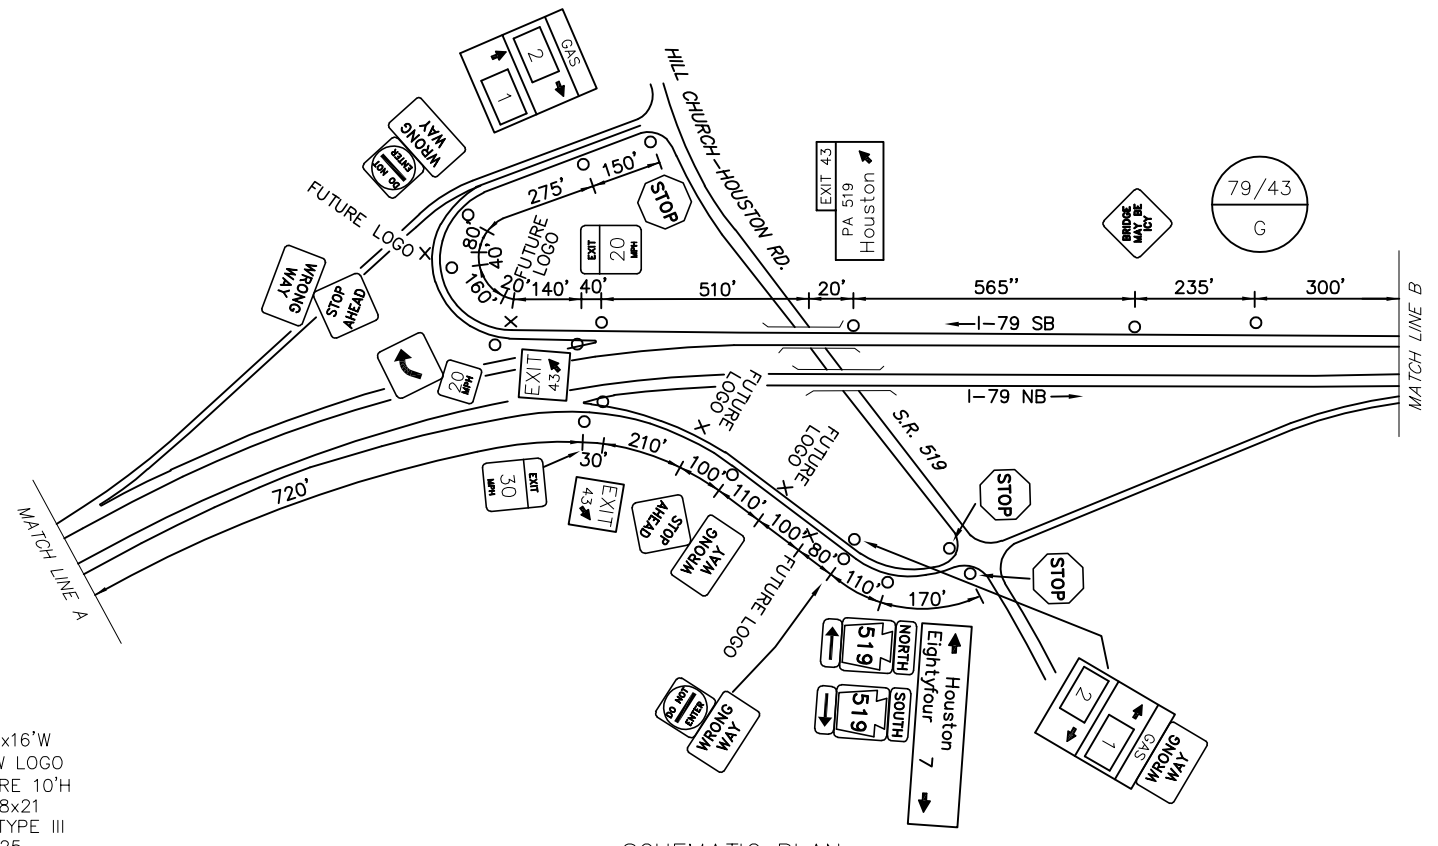 GAS
2
1
WRONG
WAY
DO NOT
ENTER
FUTURE LOGO
HILL CHURCH-HOUSTON RD.
275'
150'
STOP
80'
40'
160'
FUTURE
LOGO
EXIT
20
MPH
20'
140'
40'
510'
20'
565"
235'
300'
EXIT 43
PA 519
Houston
BRIDGE
MAY BE
ICY
79/43
G
WRONG
WAY
STOP
AHEAD
I-79 SB
I-79 NB
MATCH LINE B
20
MPH
EXIT
43
FUTURE
LOGO
FUTURE
LOGO
S.R. 519
720'
30'
210'
100'
110'
100'
80'
110'
170'
EXIT
30
MPH
EXIT
43
STOP
AHEAD
WRONG
WAY
FUTURE LOGO
STOP
STOP
MATCH LINE A
DO NOT
ENTER
WRONG
WAY
NORTH
519
SOUTH
519
Houston
Eightyfour 7
GAS
2
1
WRONG
WAY
x16'W
W LOGO
RE 10'H
8x21
TYPE III
25
SCHEMATIC PLAN